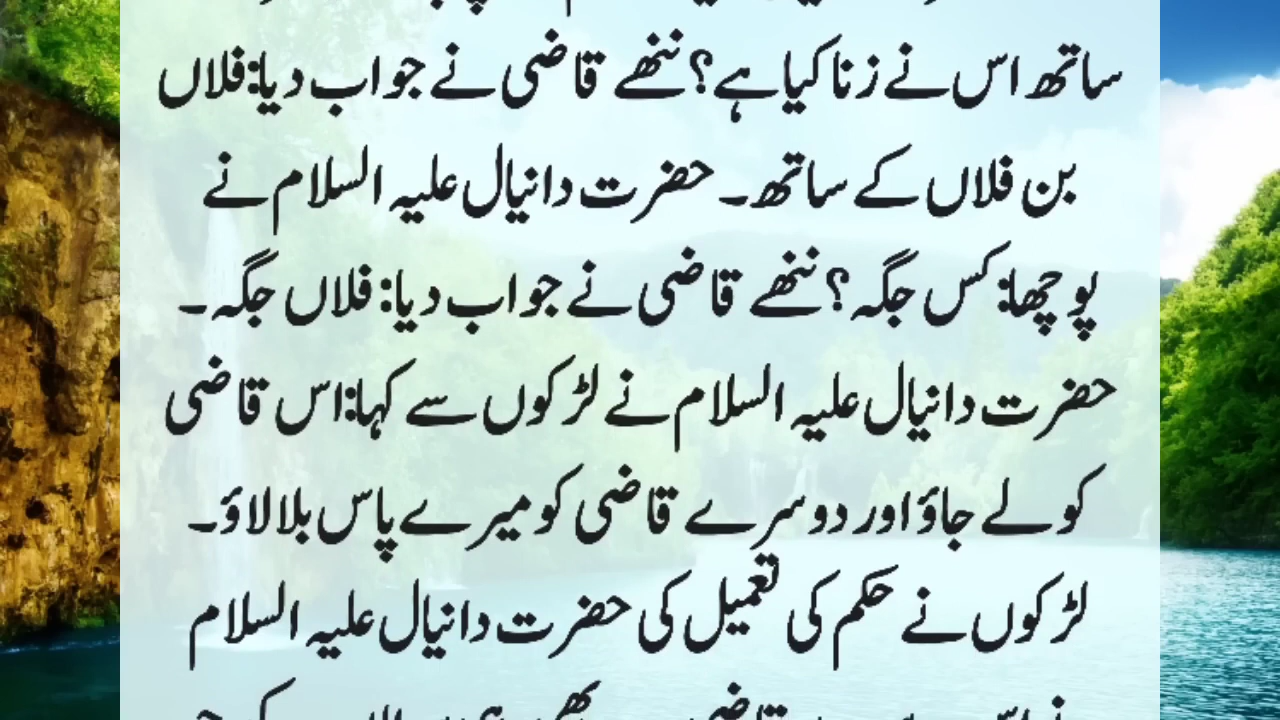 ساتھ اس نے زنا کیا ہے؟ ننھے قاضی نے جواب دیا:فلاں
بن فلاں کے ساتھ۔ حضرت دانیال علیہ السلام نے
پوچھا: کس جگہ؟ ننھے قاضی نے جواب دیا: فلاں جگہ۔
حضرت دانیال علیہ السلام نے لڑکوں سے کہا:اس قاضی
کو لے جاؤ اور دوسرے قاضی کو میرے پاس بلا لاؤ۔
لڑکوں نے حکم کی تعمیل کی حضرت دانیال علیہ السلام